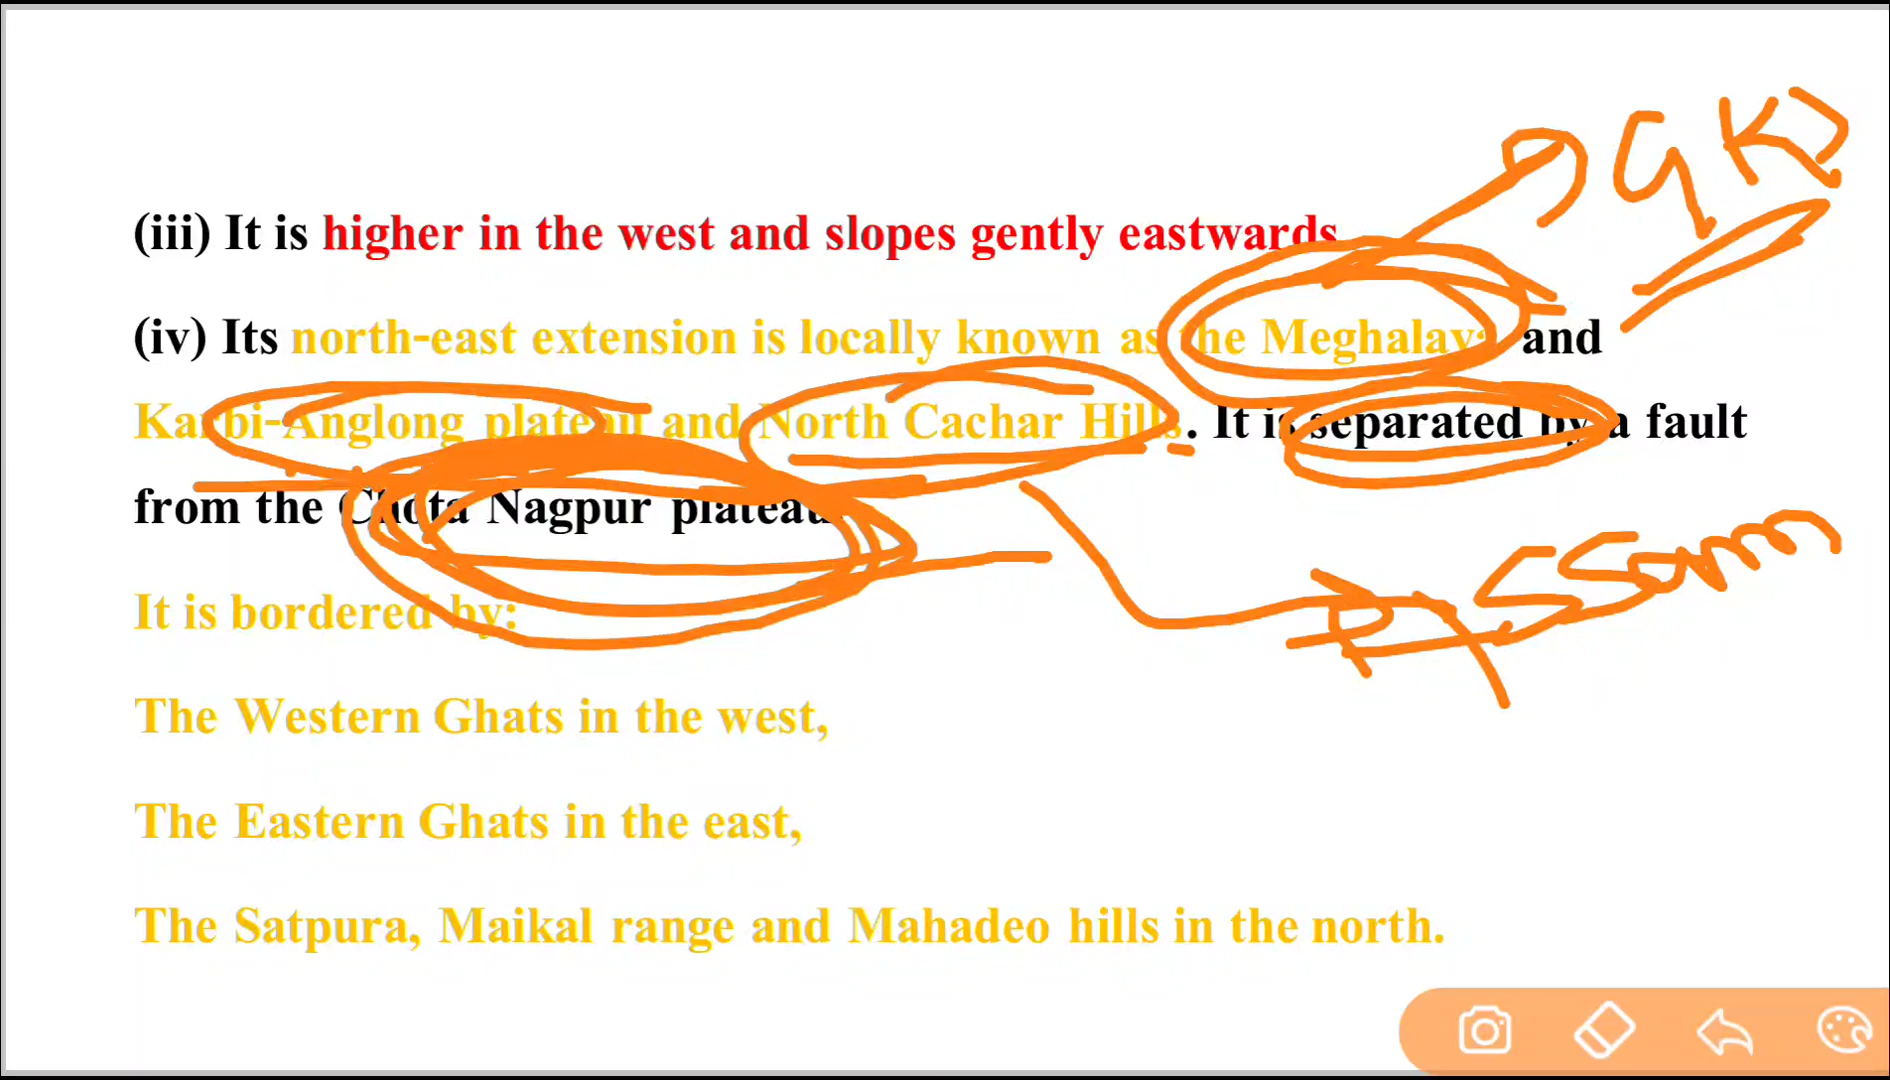 GKJ
(iii) It is higher in the west and slopes gently eastwards.
(iv) Its north-east extension is locally known as the Meghalaya and
Karbi-Anglong plateau and North Cachar Hills. It is separated by a fault
from the Chota Nagpur plateau.
Assam
It is bordered by:
The Western Ghats in the west,
The Eastern Ghats in the east,
The Satpura, Maikal range and Mahadeo hills in the north.